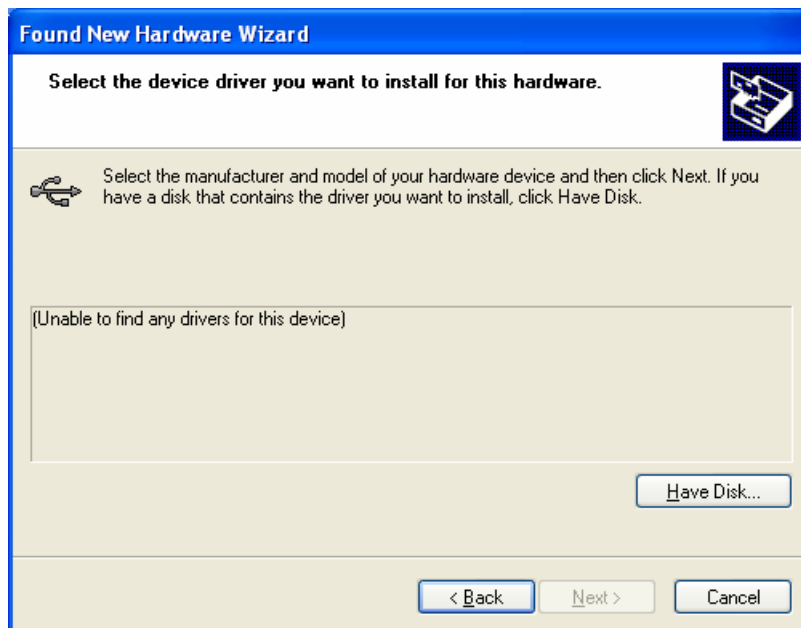 Found New Hardware Wizard
Select the device driver you want to install for this hardware.
Select the manufacturer and model of your hardware device and then click Next. If you
have a disk that contains the driver you want to install, click Have Disk.
(Unable to find any drivers for this device)
Have Disk...
< Back
Next >
Cancel